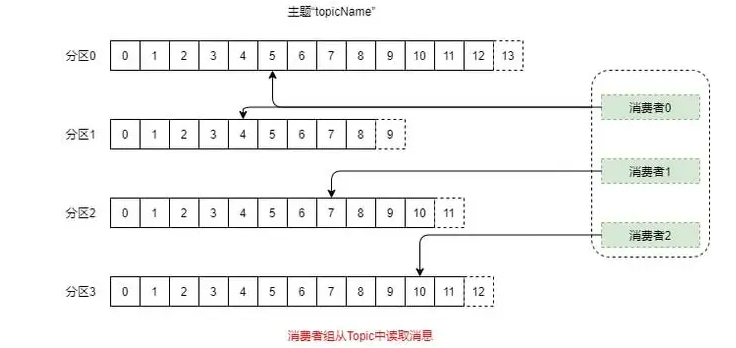 主题“topicName”
分区0 0 1 2 3 4 5 6 7 8 9 10 11 12 13
消费者0
分区1 0 1 2 3 4 5 6 7 8 9
消费者1
分区2 0 1 2 3 4 5 6 7 8 9 10 11
消费者2
分区3 0 1 2 3 4 5 6 7 8 9 10 11 12
消费者组从Topic中读取消息